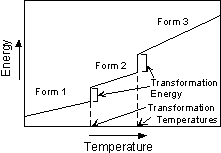 Form 3
Form 2
Form 1
Transformation
Energy
Transformation
Temperatures
Energy
Temperature